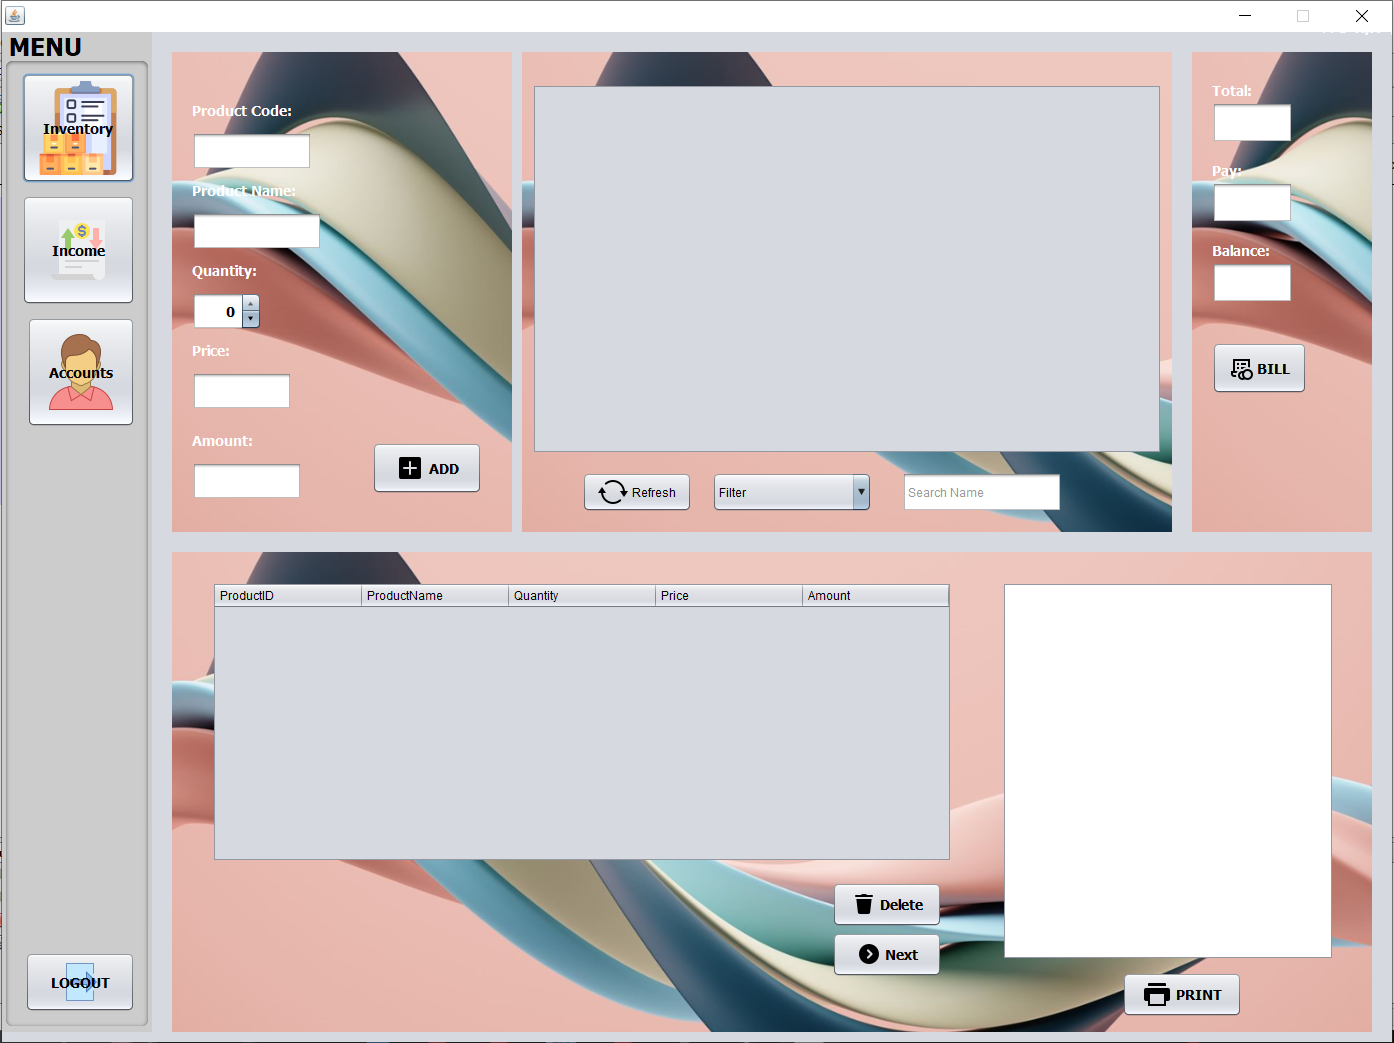 MENU
Inventory
Income
Accounts
LOGOUT
Product Code:
Product Name:
Quantity:
0
Price:
Amount:
ADD
Refresh
Filter
Search Name
Total:
Pay:
Balance:
BILL
ProductID ProductName Quantity Price Amount
Delete
Next
PRINT